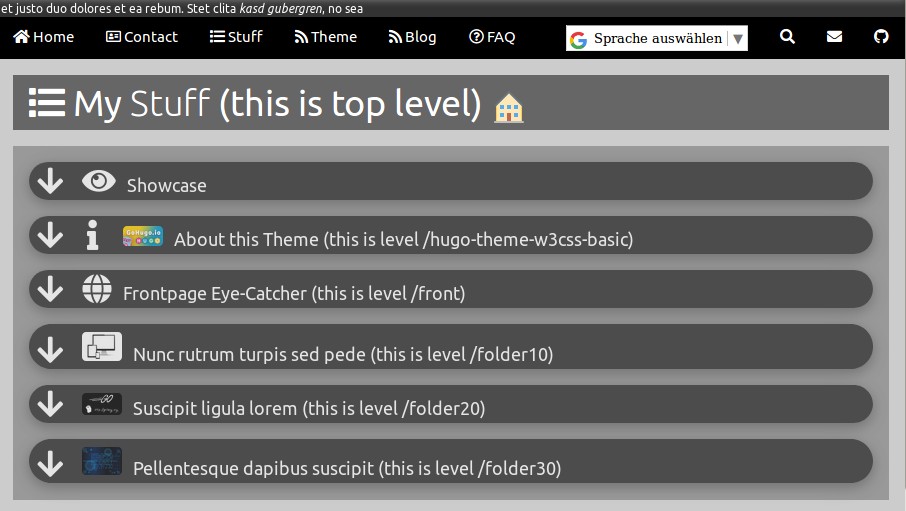 et justo duo dolores et ea rebum. Stet clita kasd gubergren, no sea
Home Contact Stuff Theme Blog FAQ Sprache auswählen ▼
My Stuff (this is top level)
Showcase
GoHugo.io
HUGO
About this Theme (this is level /hugo-theme-w3css-basic)
Frontpage Eye-Catcher (this is level /front)
Nunc rutrum turpis sed pede (this is level /folder10)
Suscipit ligula lorem (this is level /folder20)
Pellentesque dapibus suscipit (this is level /folder30)